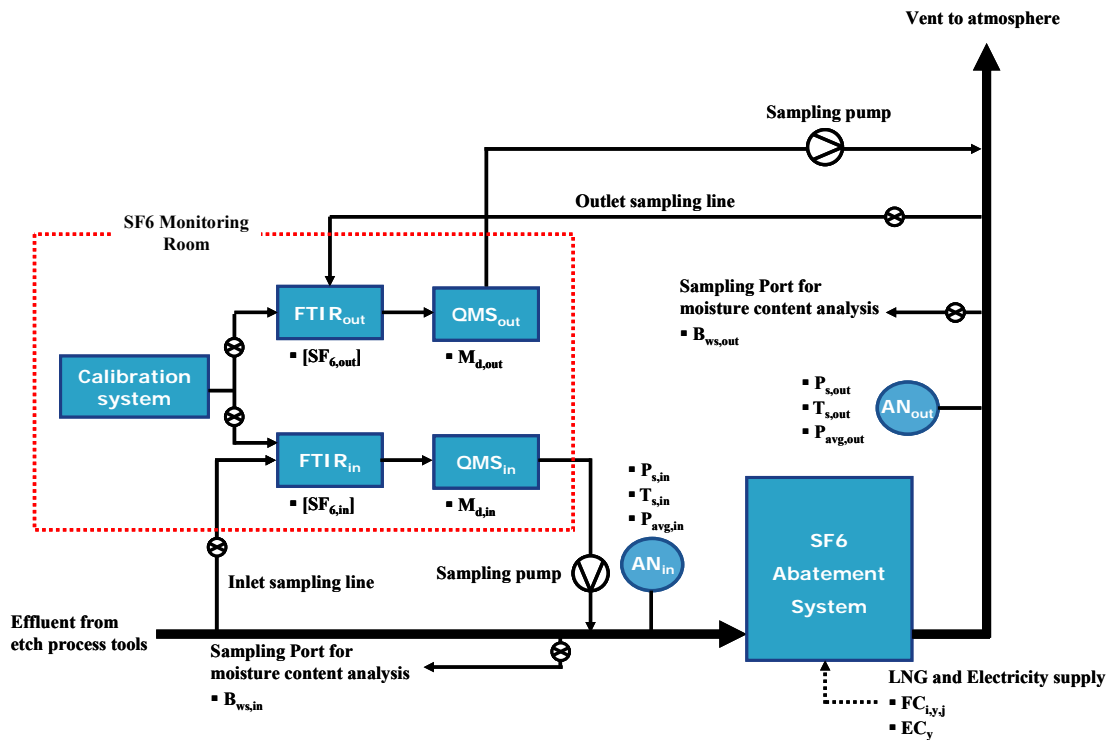 Vent to atmosphere
Sampling pump
Outlet sampling line
SF6 Monitoring
Room
Sampling Port for
moisture content analysis
▪ Bws,out
FTIRout
QMSout
▪ [SF6,out]
▪ Md,out
Calibration
system
▪ Ps,out
▪ Ts,out
▪ Pavg,out
ANout
FTIRin
QMSin
▪ [SF6,in]
▪ Md,in
▪ Ps,in
▪ Ts,in
▪ Pavg,in
SF6
Abatement
System
Inlet sampling line
Sampling pump
ANin
Effluent from
etch process tools
Sampling Port for
moisture content analysis
▪ Bws,in
LNG and Electricity supply
▪ FCi,y,j
▪ ECy